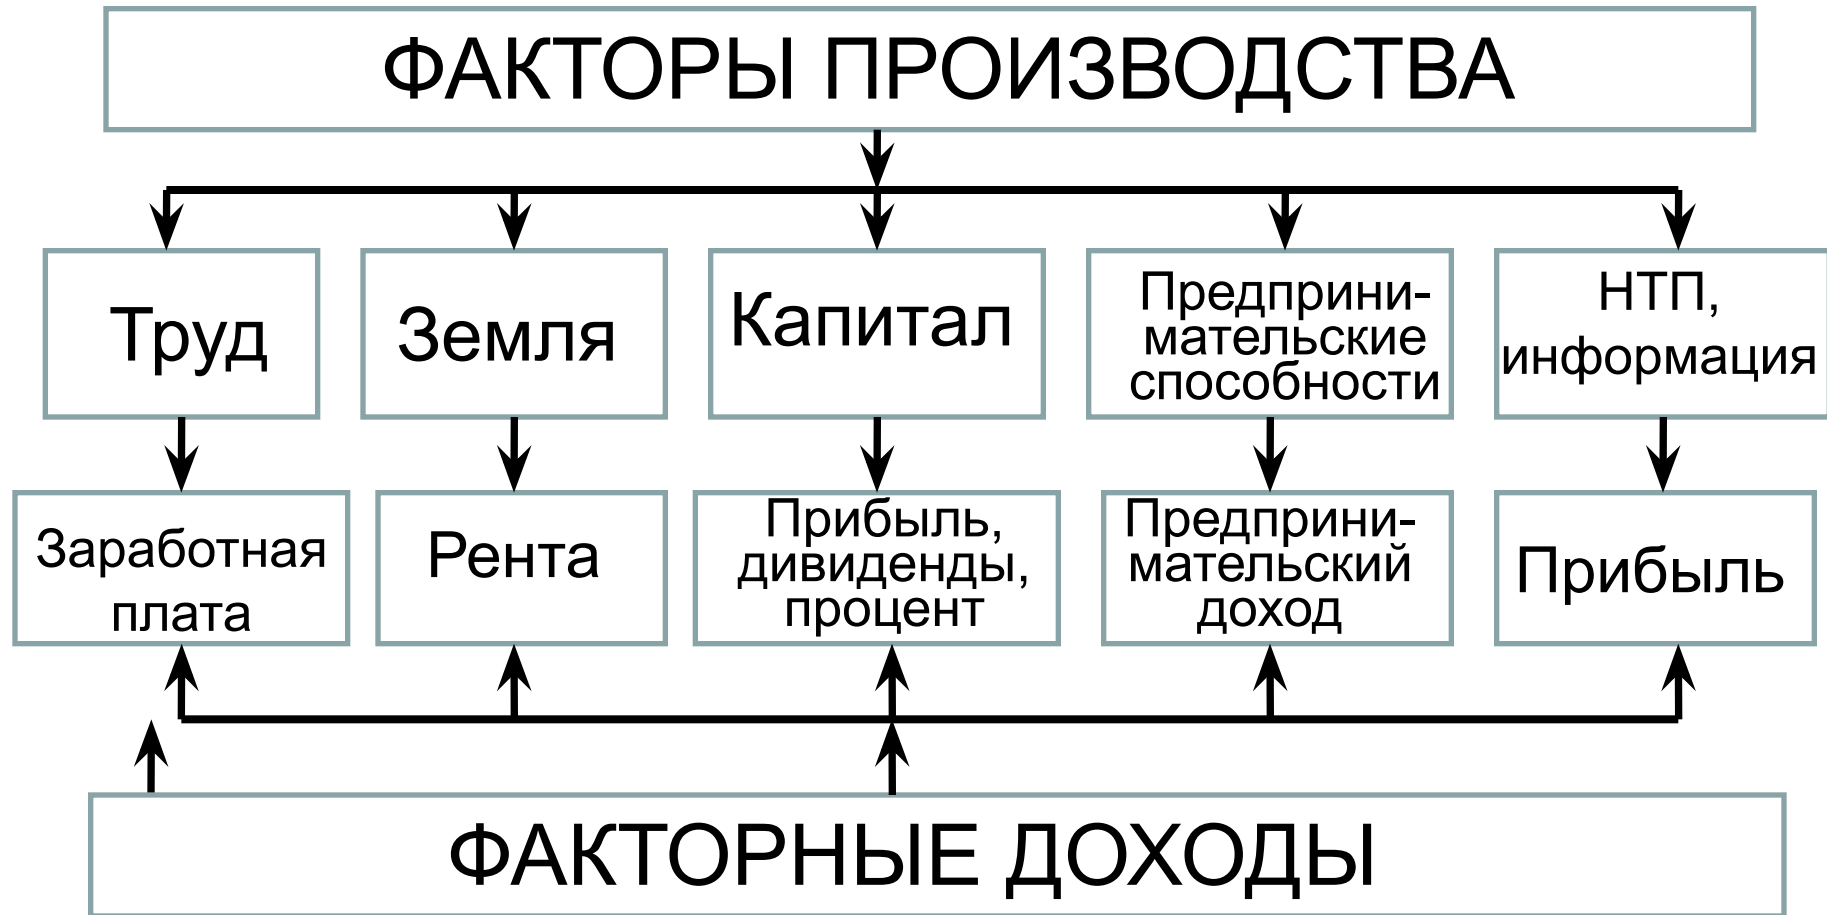 ФАКТОРЫ ПРОИЗВОДСТВА
Труд
Земля
Капитал
Предприни-
мательские
способности
НТП,
информация
Заработная
плата
Рента
Прибыль,
дивиденды,
процент
Предприни-
мательский
доход
Прибыль
ФАКТОРНЫЕ ДОХОДЫ